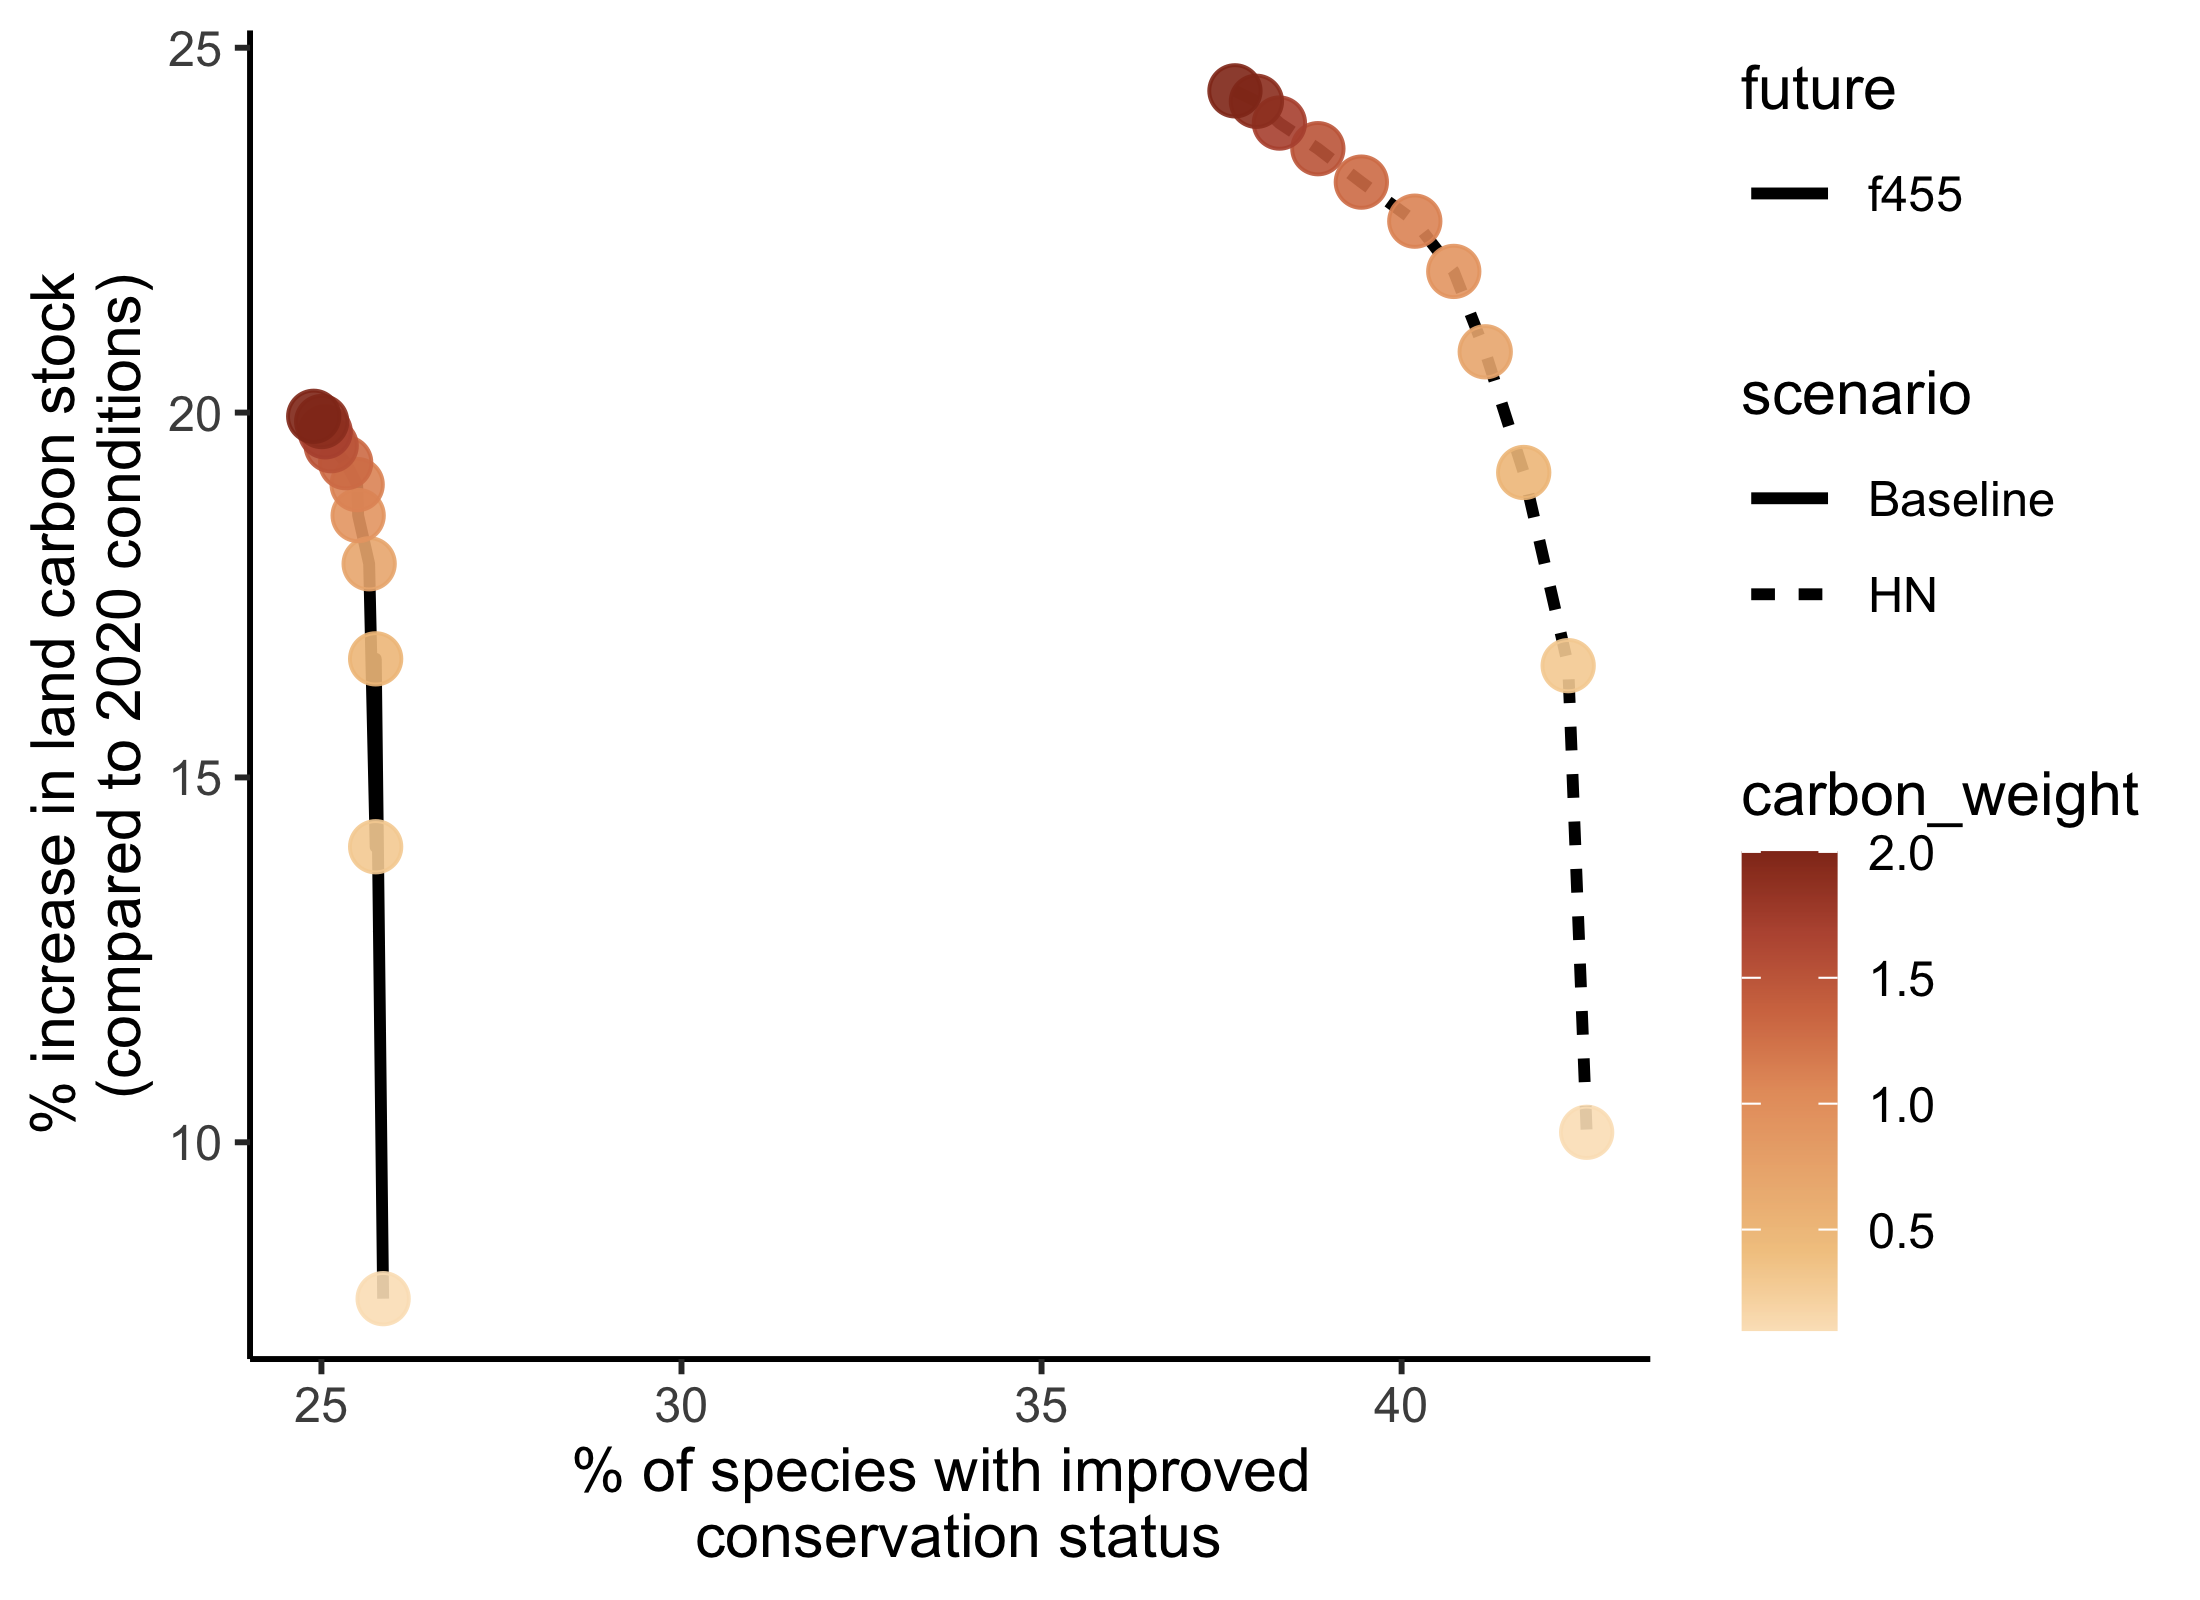 % increase in land carbon stock
(compared to 2020 conditions)
25
20
15
10
25
30
35
40
% of species with improved
conservation status
future
f455
scenario
Baseline
HN
carbon_weight
2.0
1.5
1.0
0.5